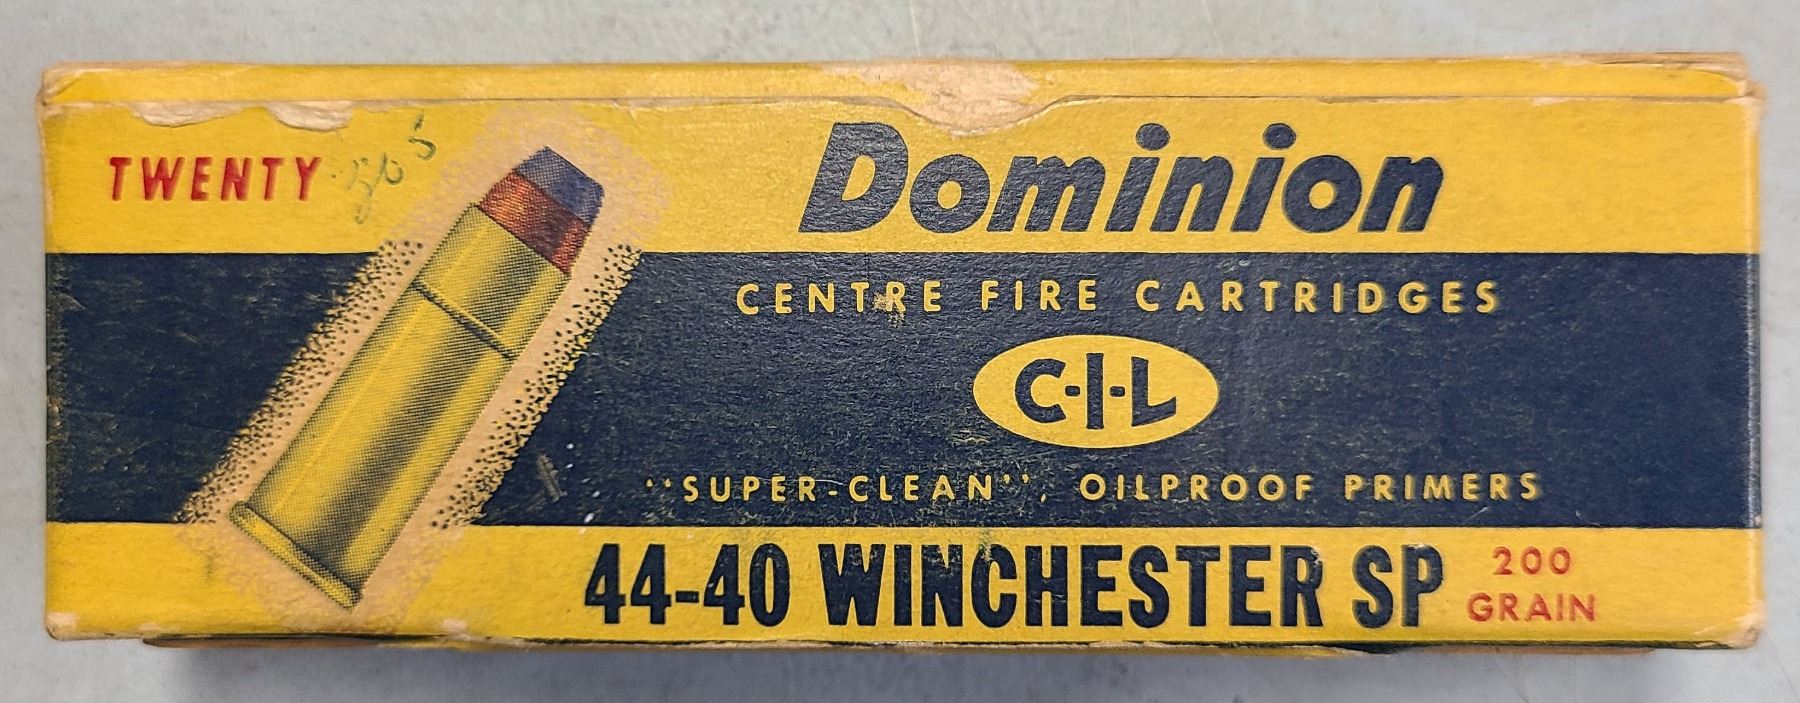 TWENTY
Dominion
CENTRE FIRE CARTRIDGES
C-I-L
"SUPER-CLEAN", OILPROOF PRIMERS
44-40 WINCHESTER SP 200 GRAIN